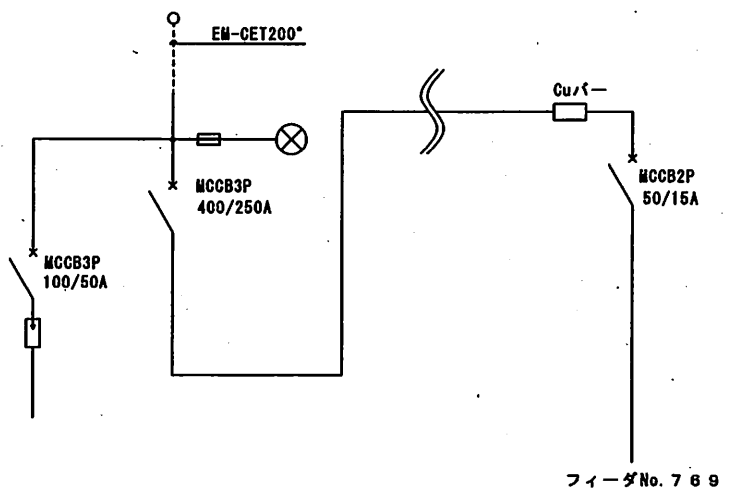 EM-CET200°
Cuバー
MCCB3P
400/250A
MCCB2P
50/15A
MCCB3P
100/50A
フィーダNo.769